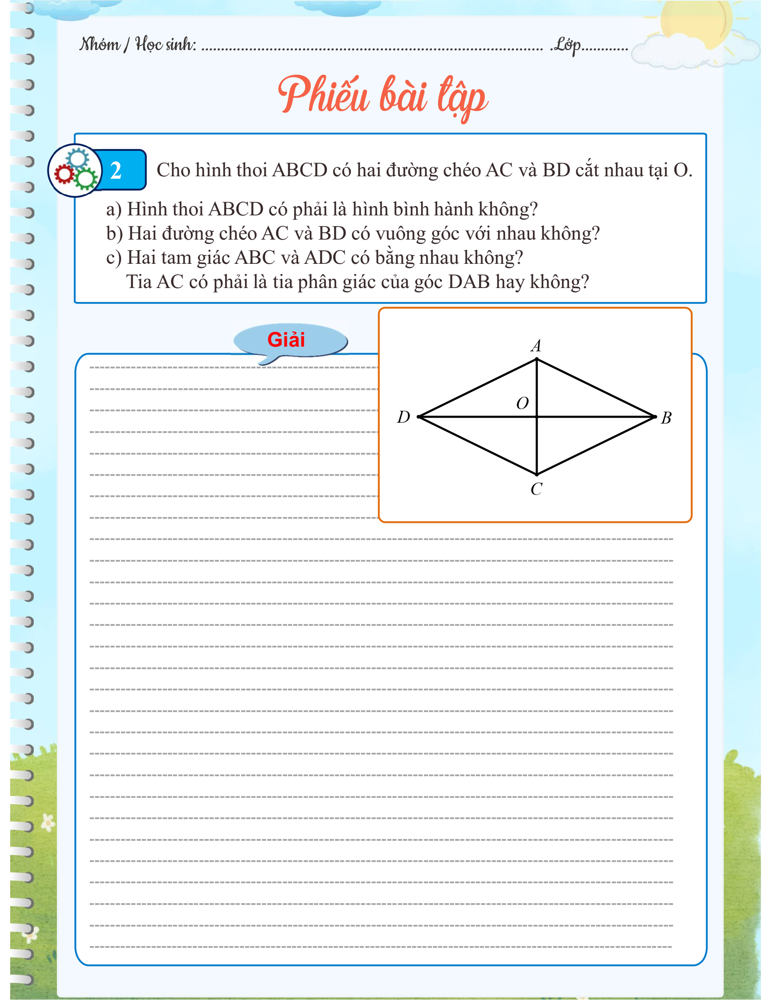 Nhóm / Học sinh: ........................................................................... .Lớp............
Phiếu bài tập
2 Cho hình thoi ABCD có hai đường chéo AC và BD cắt nhau tại O.
a) Hình thoi ABCD có phải là hình bình hành không?
b) Hai đường chéo AC và BD có vuông góc với nhau không?
c) Hai tam giác ABC và ADC có bằng nhau không?
Tia AC có phải là tia phân giác của góc DAB hay không?
Giải
A
O
D
B
C